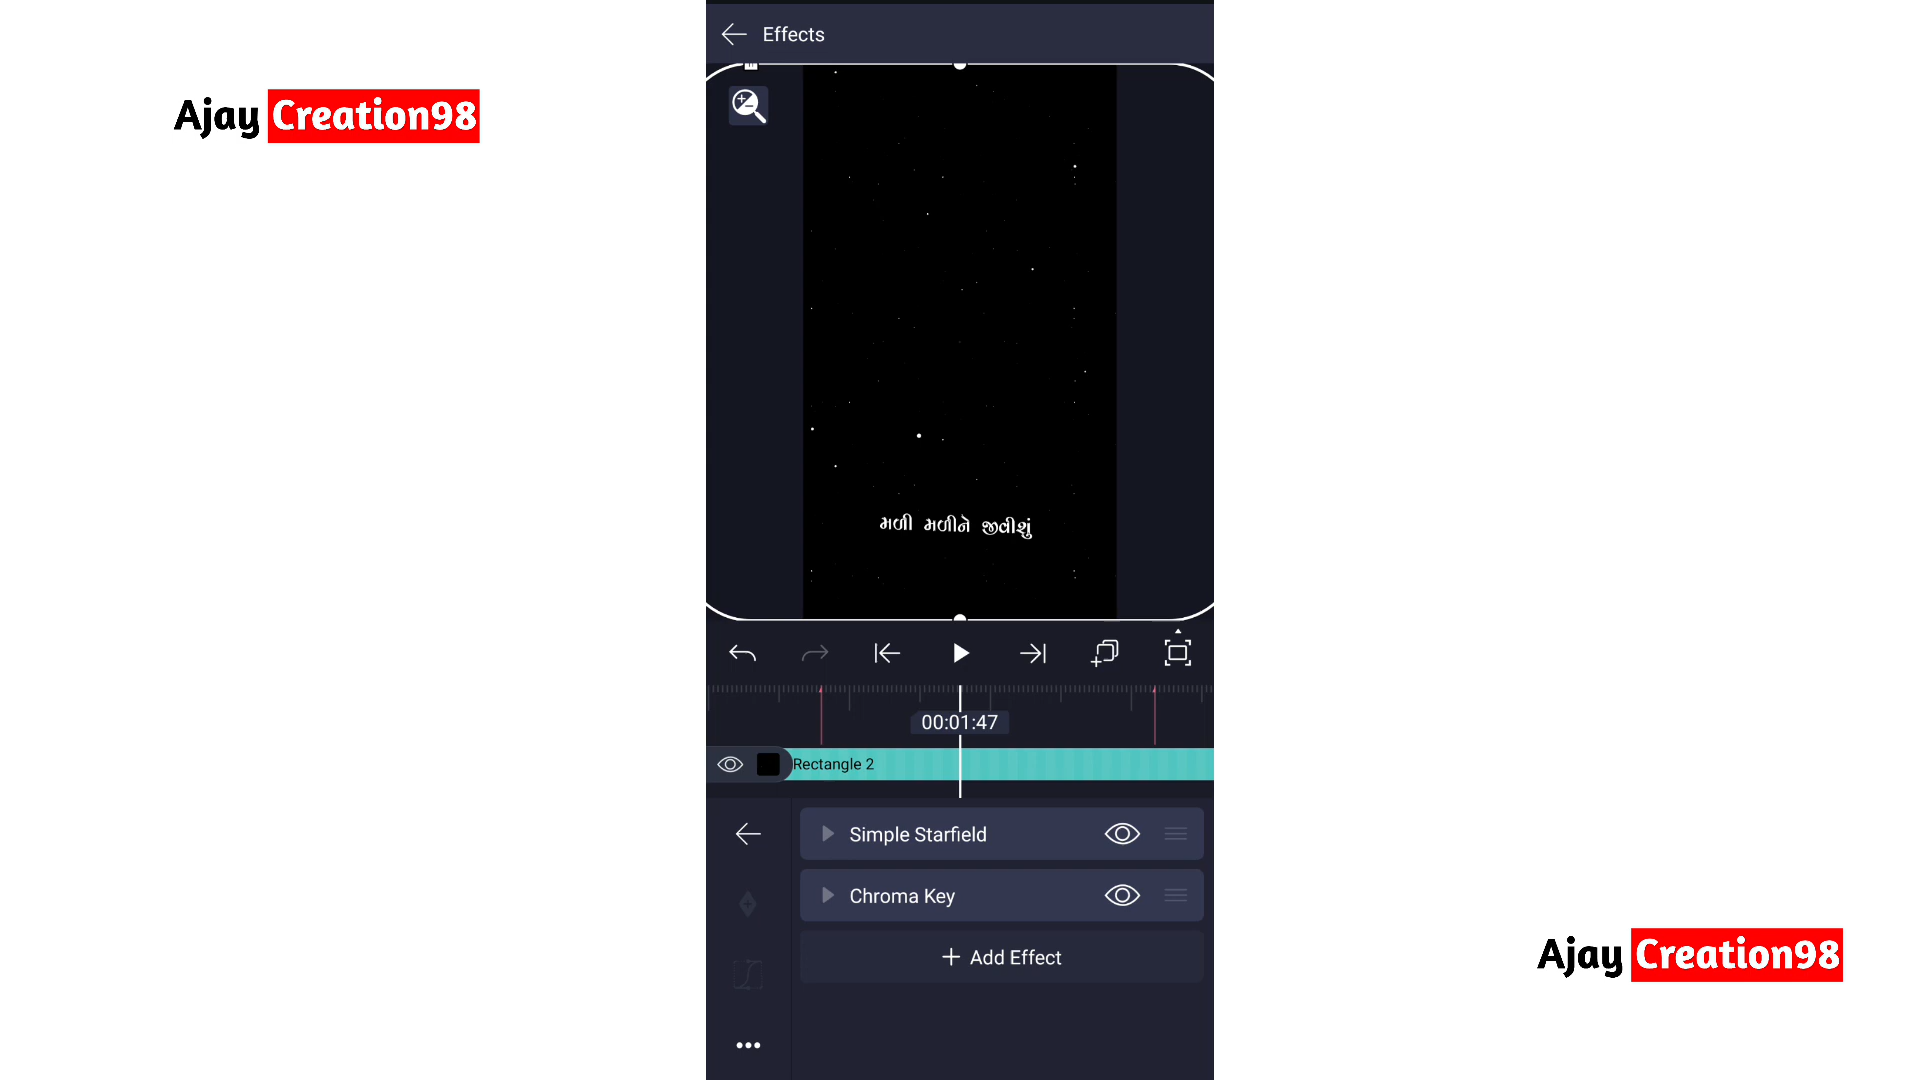 Effects
Ajay Creation98
મળી મળીને જીવીશું
00:01:47
Rectangle 2
Simple Starfield
Chroma Key
+ Add Effect
Ajay Creation98